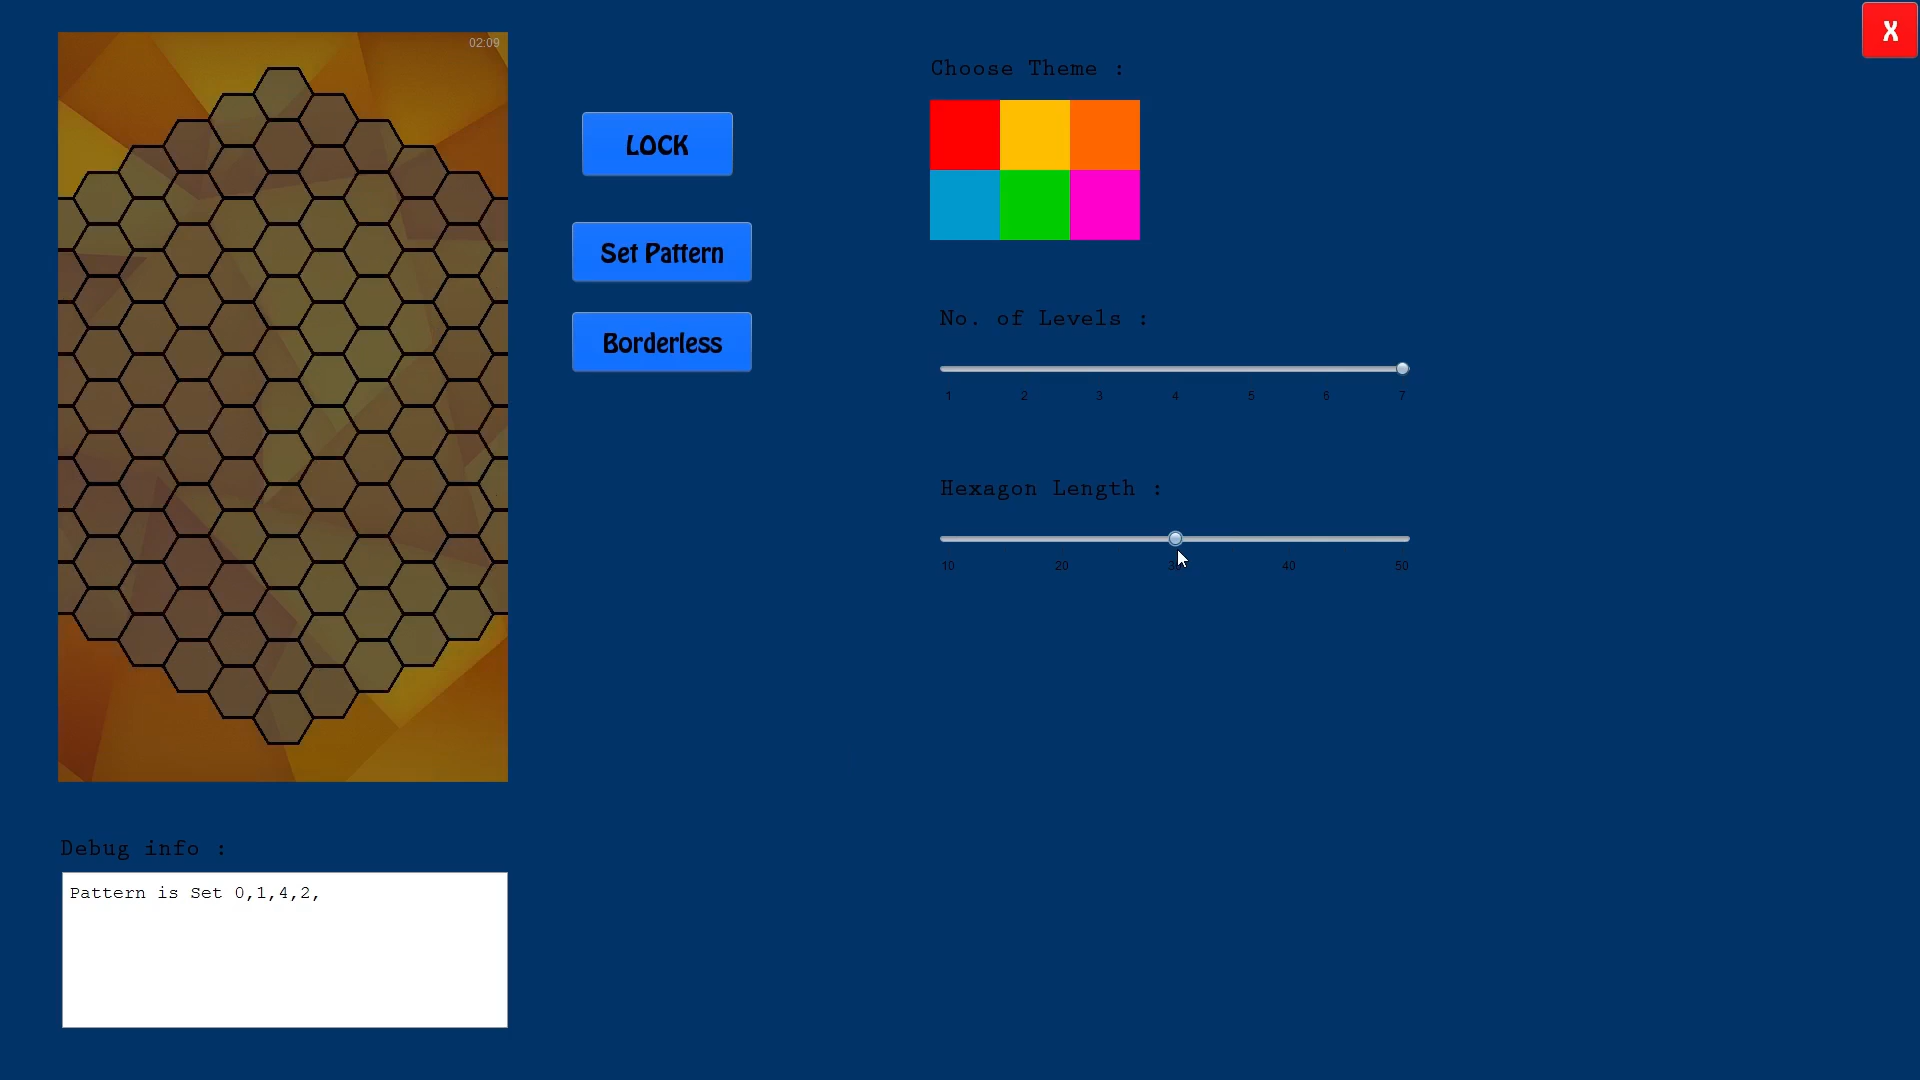 02:09
X
Choose Theme :
LOCK
Set Pattern
Borderless
No. of Levels :
1 2 3 4 5 6 7
Hexagon Length :
10 20 40 50
Debug info :
Pattern is Set 0,1,4,2,